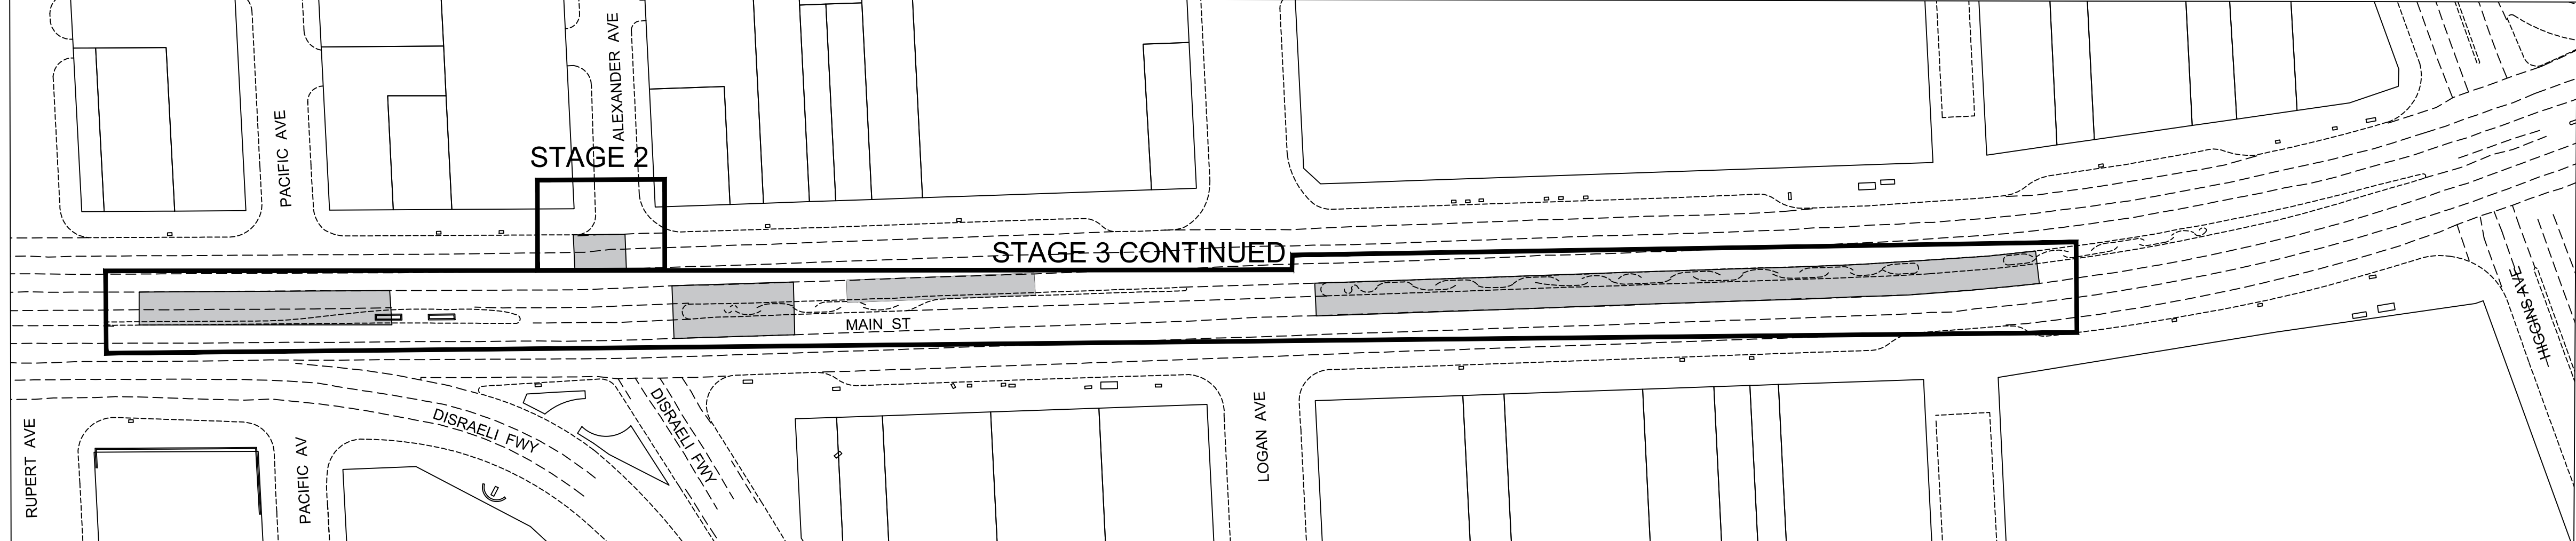 ALEXANDER AVE
PACIFIC AVE
STAGE 2
STAGE 3 CONTINUED
MAIN ST
HIGGINS AVE
DISRAELI FWY
DISRAELI FWY
LOGAN AVE
RUPERT AVE
PACIFIC AV